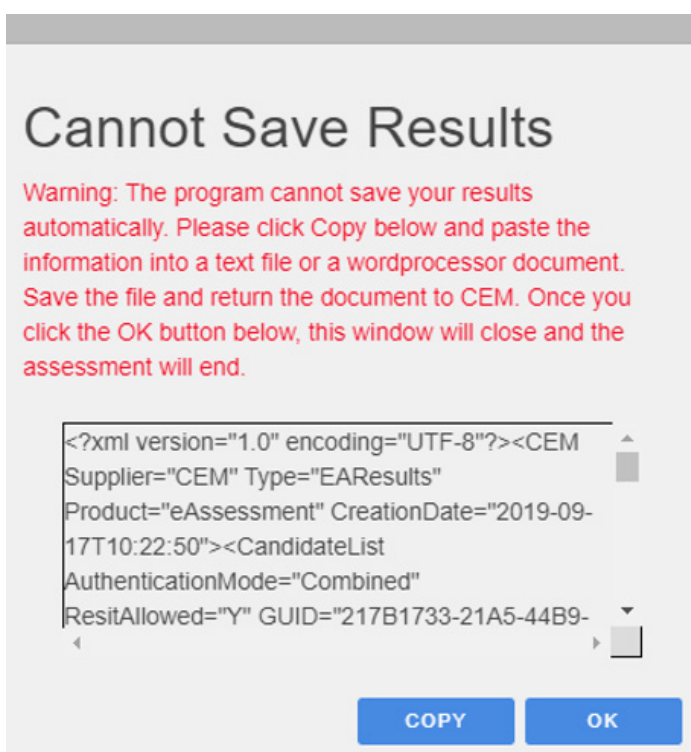 Cannot Save Results
Warning: The program cannot save your results
automatically. Please click Copy below and paste the
information into a text file or a wordprocessor document.
Save the file and return the document to CEM. Once you
click the OK button below, this window will close and the
assessment will end.
<?xml version="1.0" encoding="UTF-8"?><CEM
Supplier="CEM" Type="EAResults"
Product="eAssessment" CreationDate="2019-09-
17T10:22:50"><CandidateList
AuthenticationMode="Combined"
ResitAllowed="Y" GUID="217B1733-21A5-44B9-
COPY OK